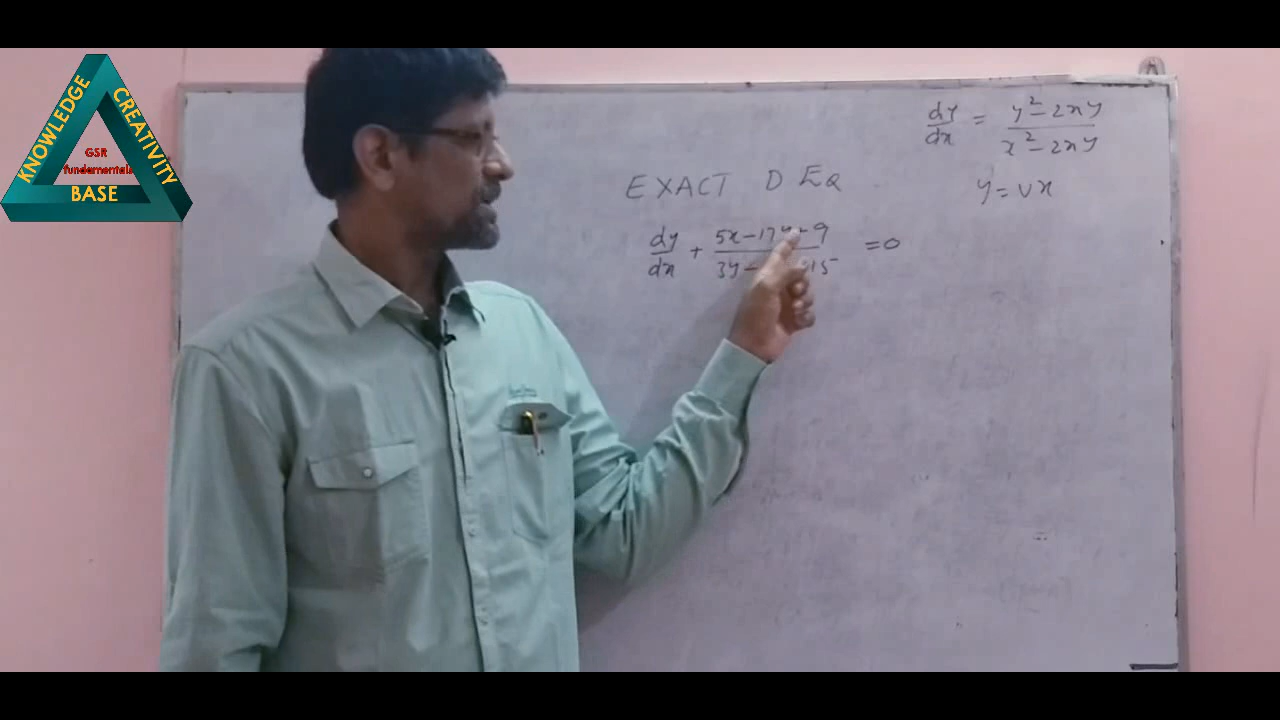 KNOWLEDGE
CREATIVITY
GSR
fundamentals
BASE
dy/dx = y² - 2xy / x² - 2xy
y = vx
EXACT D EQ
dy/dx + 5x - 17y + 9 / 3y - 15 = 0